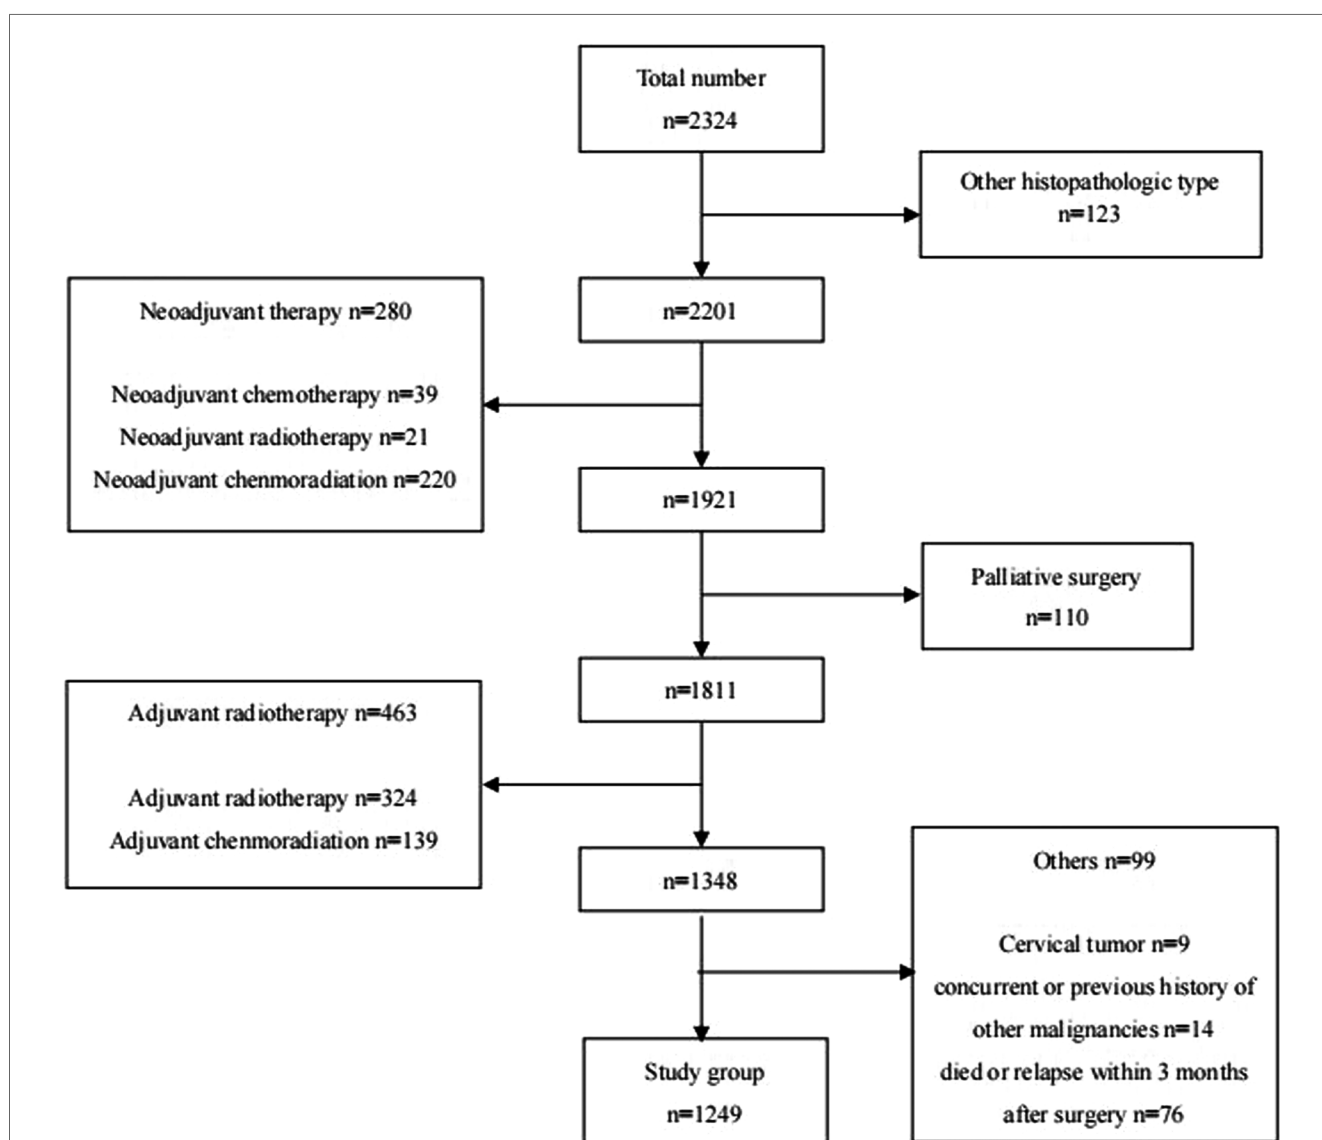 Total number
n=2324
Other histopathologic type
n=123
n=2201
Neoadjuvant therapy n=280
Neoadjuvant chemotherapy n=39
Neoadjuvant radiotherapy n=21
Neoadjuvant chenmoradiation n=220
n=1921
Palliative surgery
n=110
n=1811
Adjuvant radiotherapy n=463
Adjuvant radiotherapy n=324
Adjuvant chenmoradiation n=139
n=1348
Others n=99
Cervical tumor n=9
concurrent or previous history of
other malignancies n=14
died or relapse within 3 months
after surgery n=76
Study group
n=1249